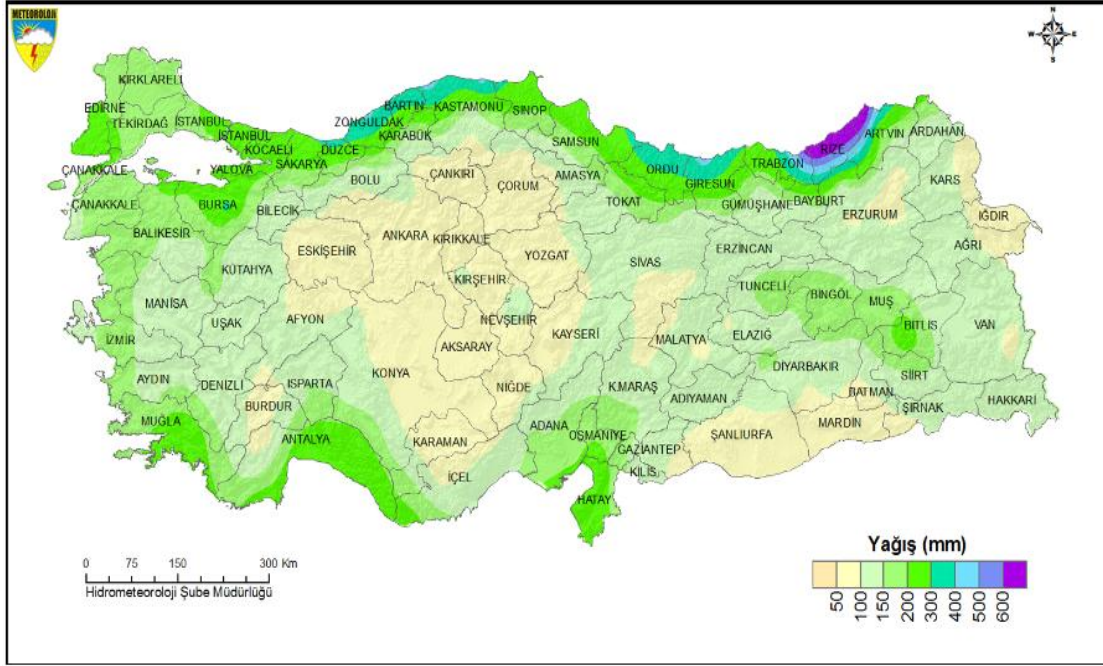 METEOROLOJİ
N
W E
S
KIRKLARELİ
EDİRNE
TEKİRDAĞ İSTANBUL
İSTANBUL
KOCAELİ
YALOVA SAKARYA
DÜZCE
ZONGULDAK
BARTIN
KARABÜK
KASTAMONU
SİNOP
SAMSUN
ORDU
GİRESUN
TRABZON
RİZE
ARTVİN
ARDAHAN
KARS
IĞDIR
AĞRI
ÇANAKKALE
ÇANAKKALE
BURSA
BİLECİK
BOLU
ÇANKIRI
ÇORUM
AMASYA
TOKAT
GÜMÜŞHANE
BAYBURT
ERZURUM
BALIKESİR
KÜTAHYA
ESKİŞEHİR
ANKARA
KIRIKKALE
YOZGAT
SİVAS
ERZİNCAN
MANİSA
UŞAK
AFYON
KIRŞEHİR
NEVŞEHİR
KAYSERİ
TUNCELİ
BİNGÖL
MUŞ
BİTLİS
VAN
İZMİR
AKSARAY
MALATYA
ELAZIĞ
DİYARBAKIR
SİİRT
AYDIN
DENİZLİ
ISPARTA
KONYA
NİĞDE
K.MARAŞ
ADIYAMAN
BATMAN
ŞIRNAK
HAKKARİ
MUĞLA
BURDUR
ANTALYA
KARAMAN
İÇEL
ADANA
OSMANİYE
GAZİANTEP
KİLİS
ŞANLIURFA
MARDİN
HATAY
0 75 150 300 Km
Hidrometeoroloji Şube Müdürlüğü
Yağış (mm)
50 100 150 200 300 400 500 600